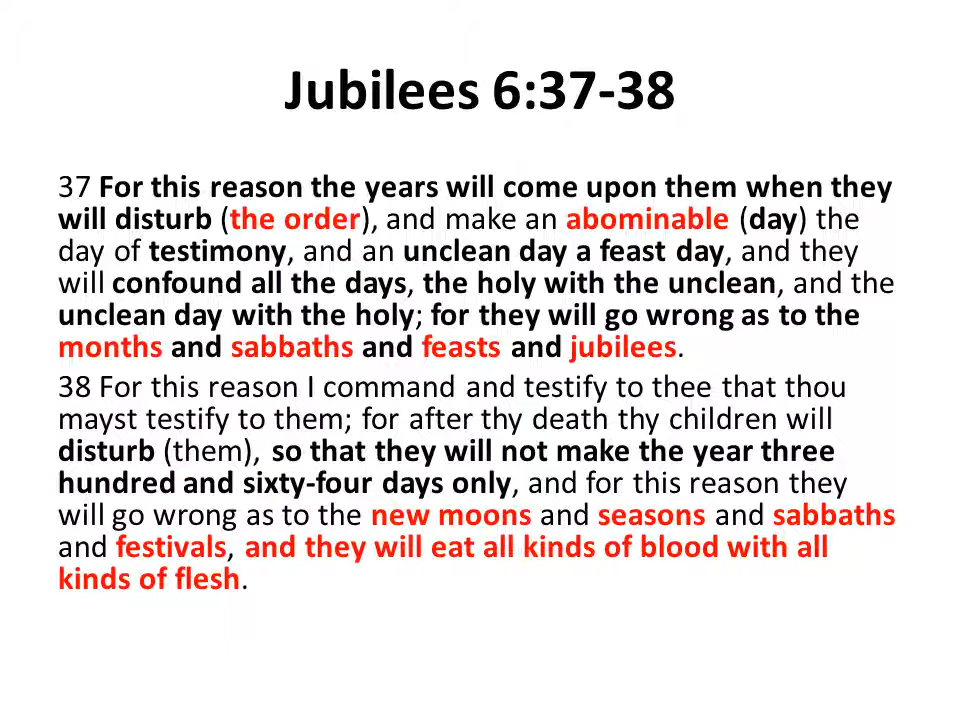 Jubilees 6:37-38
37 For this reason the years will come upon them when they
will disturb (the order), and make an abominable (day) the
day of testimony, and an unclean day a feast day, and they
will confound all the days, the holy with the unclean, and the
unclean day with the holy; for they will go wrong as to the
months and sabbaths and feasts and jubilees.
38 For this reason I command and testify to thee that thou
mayst testify to them; for after thy death thy children will
disturb (them), so that they will not make the year three
hundred and sixty-four days only, and for this reason they
will go wrong as to the new moons and seasons and sabbaths
and festivals, and they will eat all kinds of blood with all
kinds of flesh.